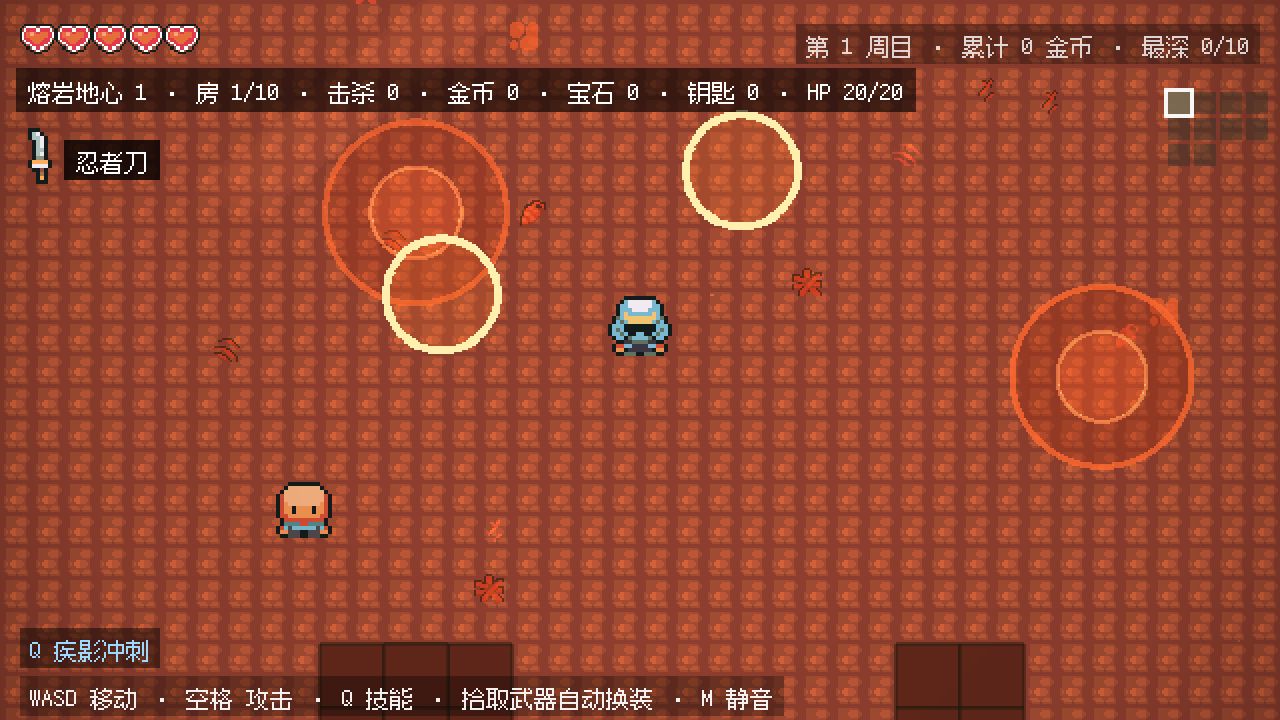 第 1 周目 · 累计 0 金币 · 最深 0/10
熔岩地心 1 · 房 1/10 · 击杀 0 · 金币 0 · 宝石 0 · 钥匙 0 · HP 20/20
忍者刀
Q 疾影冲刺
WASD 移动 · 空格 攻击 · Q 技能 · 拾取武器自动换装 · M 静音